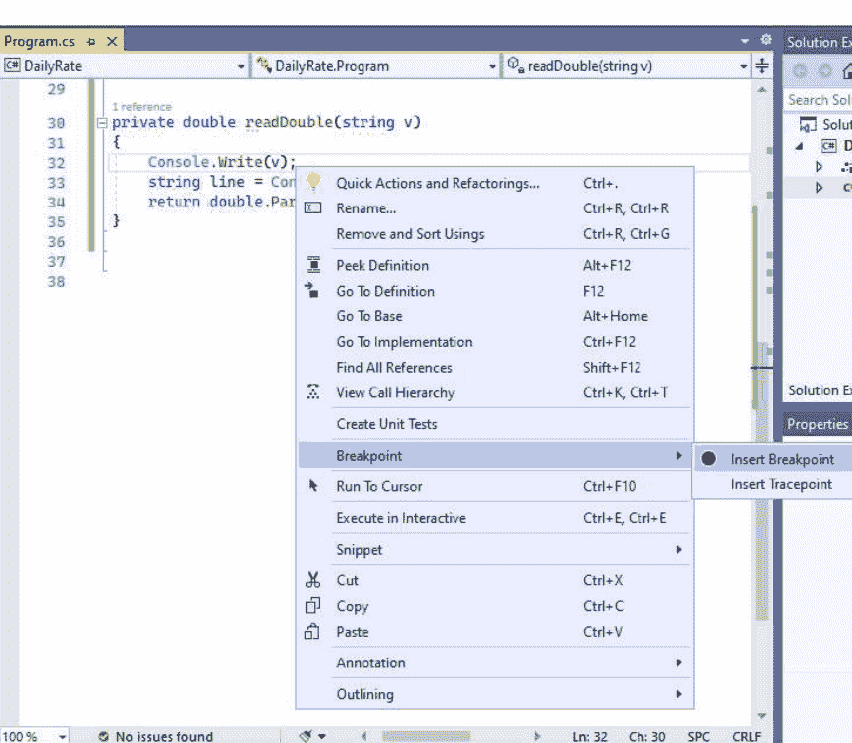 Program.cs
Solution Ex
C# DailyRate
DailyRate.Program
readDouble(string v)
29
Search Sol
1 reference
30 private double readDouble(string v)
Solut
31 {
C# D
32 Console.Write(v);
33 string line = Con
34 return double.Par
35 }
36
37
38
Quick Actions and Refactorings... Ctrl+.
Rename... Ctrl+R, Ctrl+R
Remove and Sort Usings Ctrl+R, Ctrl+G
Peek Definition Alt+F12
Go To Definition F12
Go To Base Alt+Home
Go To Implementation Ctrl+F12
Find All References Shift+F12
View Call Hierarchy Ctrl+K, Ctrl+T
Solution Ex
Create Unit Tests
Properties
Breakpoint
Insert Breakpoint
Insert Tracepoint
Run To Cursor Ctrl+F10
Execute in Interactive Ctrl+E, Ctrl+E
Snippet
Cut Ctrl+X
Copy Ctrl+C
Paste Ctrl+V
Annotation
Outlining
100 % No issues found Ln: 32 Ch: 30 SPC CRLF